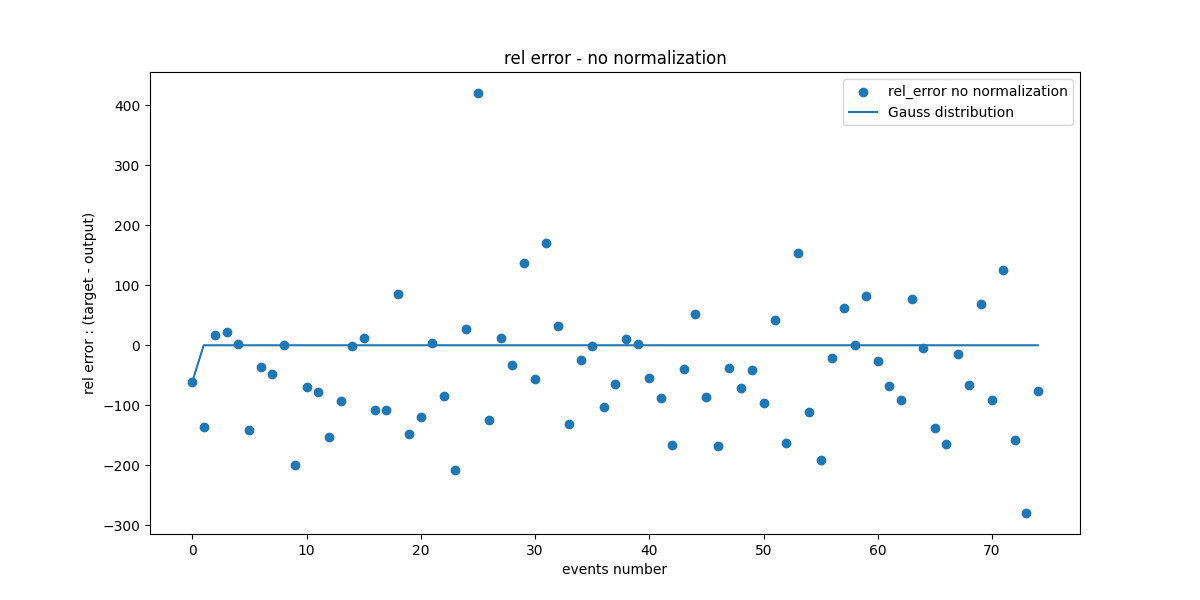 rel error - no normalization
rel_error no normalization
Gauss distribution
rel error : (target - output)
400
300
200
100
0
−100
−200
−300
0 10 20 30 40 50 60 70
events number